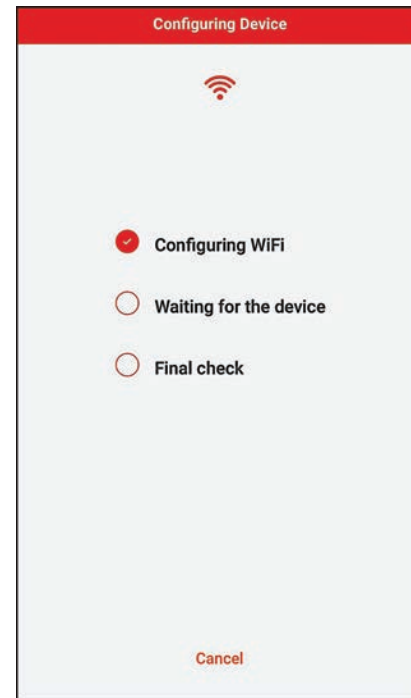 Configuring Device
Configuring WiFi
Waiting for the device
Final check
Cancel